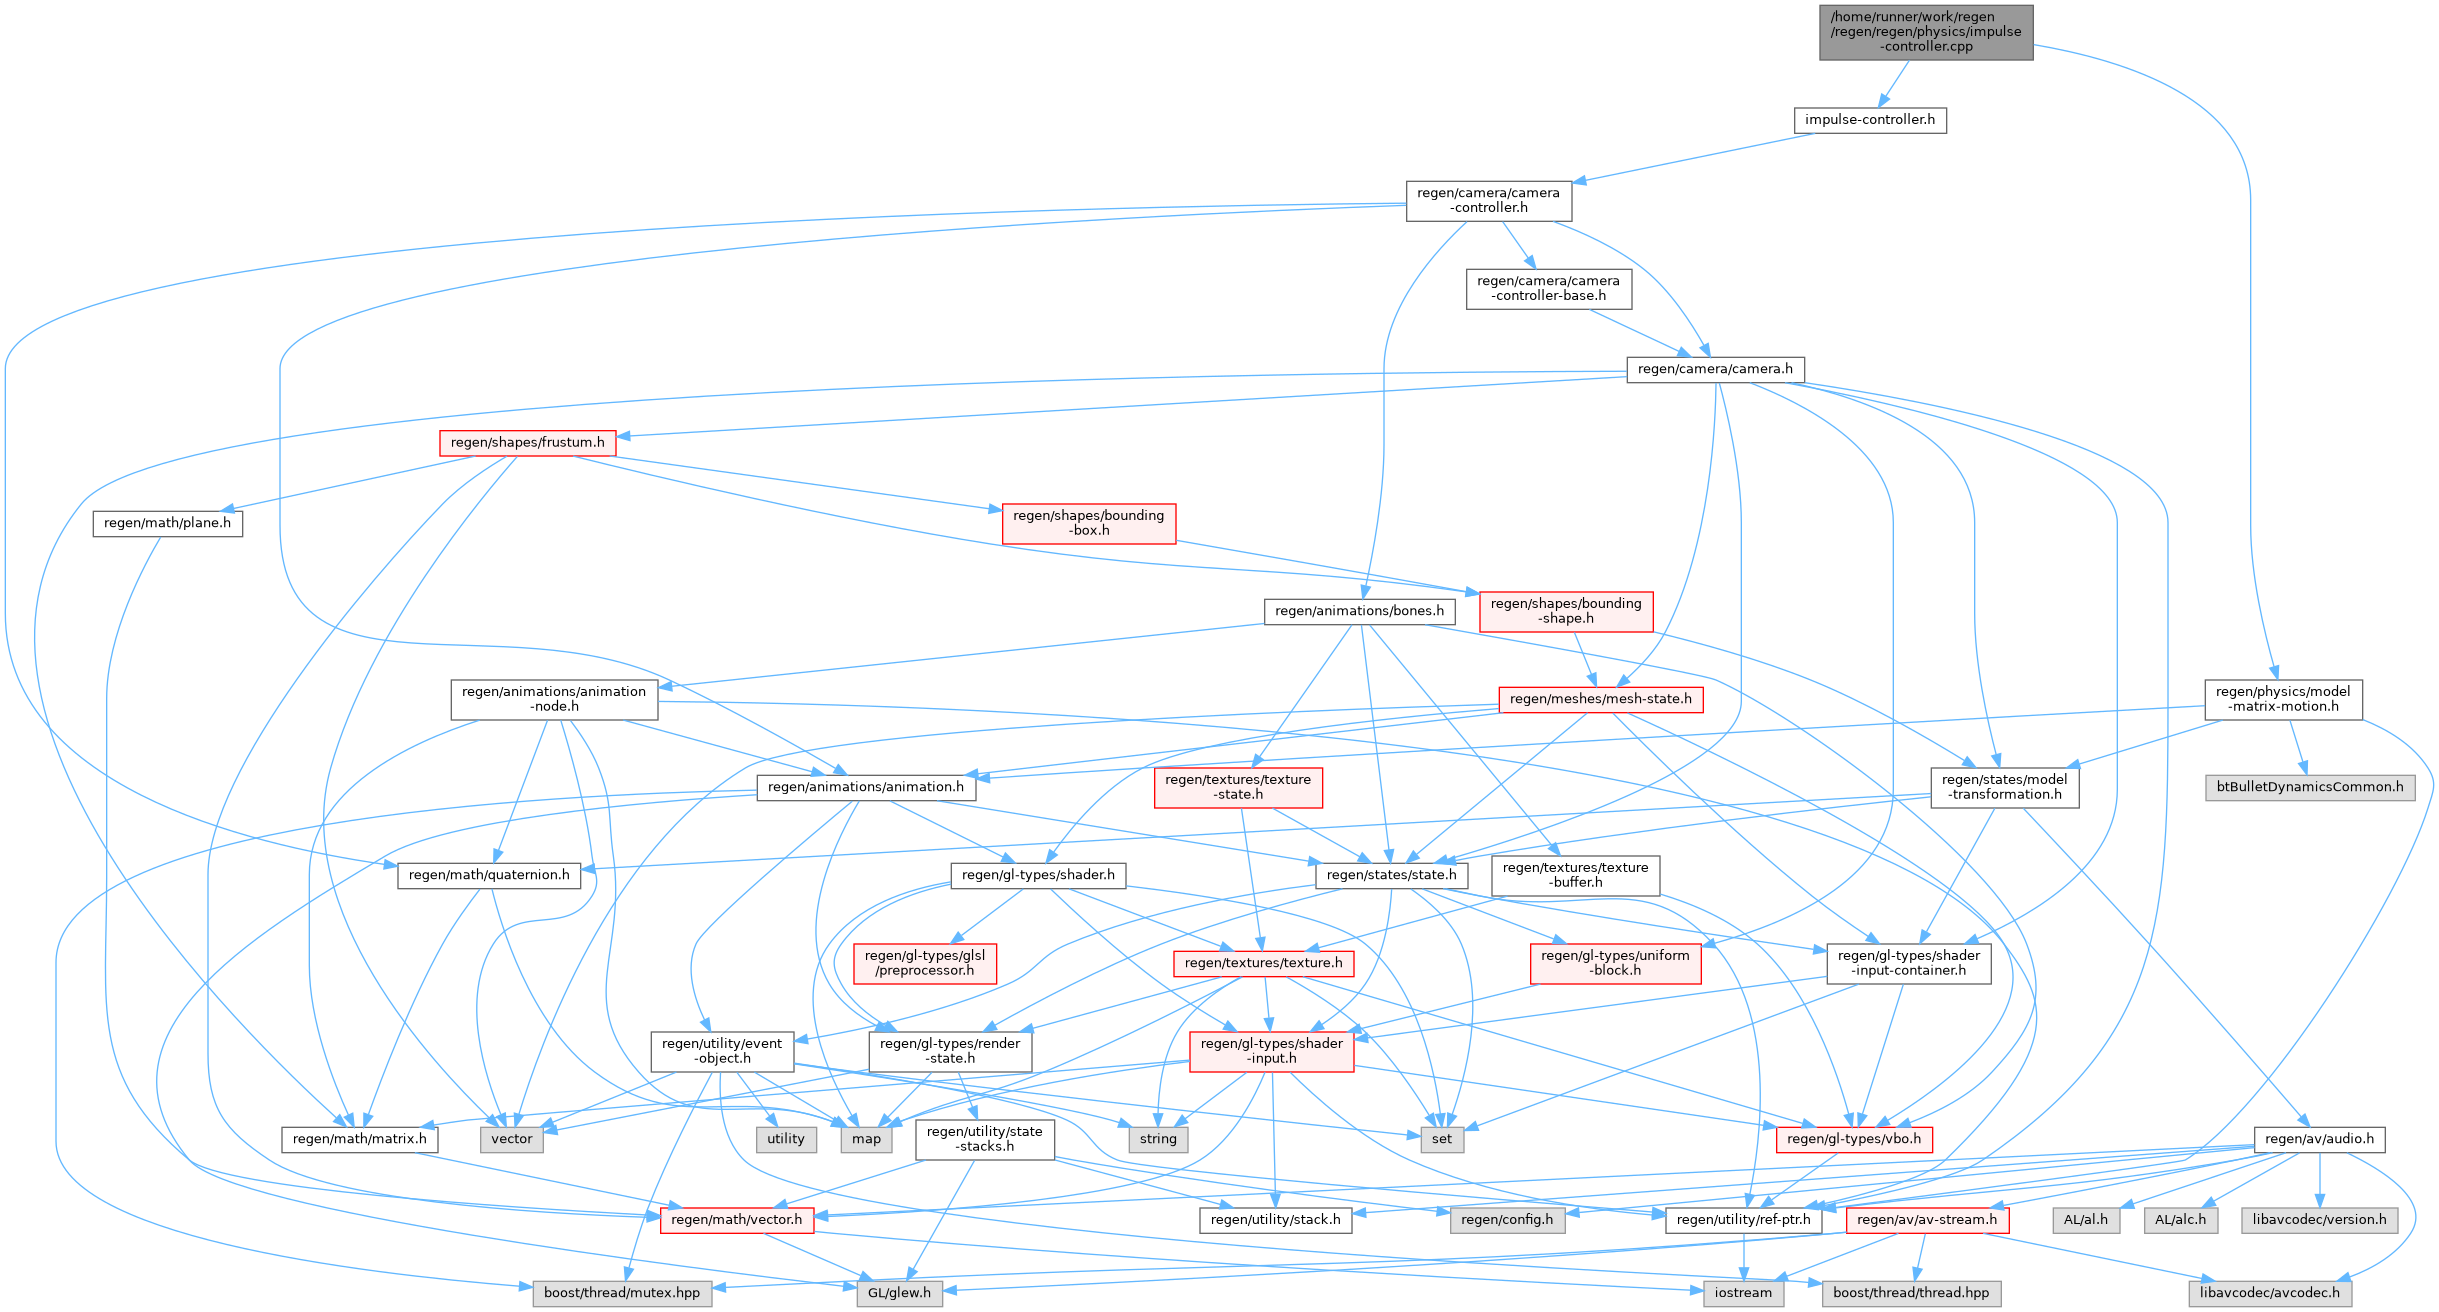 /home/runner/work/regen
/regen/regen/physics/impulse
-controller.cpp
impulse-controller.h
regen/camera/camera
-controller.h
regen/camera/camera
-controller-base.h
regen/camera/camera.h
regen/shapes/frustum.h
regen/math/plane.h
regen/shapes/bounding
-box.h
regen/animations/bones.h
regen/shapes/bounding
-shape.h
regen/animations/animation
-node.h
regen/meshes/mesh-state.h
regen/physics/model
-matrix-motion.h
regen/animations/animation.h
regen/textures/texture
-state.h
regen/states/model
-transformation.h
btBulletDynamicsCommon.h
regen/math/quaternion.h
regen/gl-types/shader.h
regen/states/state.h
regen/textures/texture
-buffer.h
regen/gl-types/glsl
/preprocessor.h
regen/textures/texture.h
regen/gl-types/uniform
-block.h
regen/gl-types/shader
-input-container.h
regen/utility/event
-object.h
regen/gl-types/render
-state.h
regen/gl-types/shader
-input.h
regen/math/matrix.h
vector
utility
map
regen/utility/state
-stacks.h
string
set
regen/gl-types/vbo.h
regen/av/audio.h
regen/math/vector.h
regen/utility/stack.h
regen/config.h
regen/utility/ref-ptr.h
regen/av/av-stream.h
AL/al.h
AL/alc.h
libavcodec/version.h
boost/thread/mutex.hpp
GL/glew.h
iostream
boost/thread/thread.hpp
libavcodec/avcodec.h